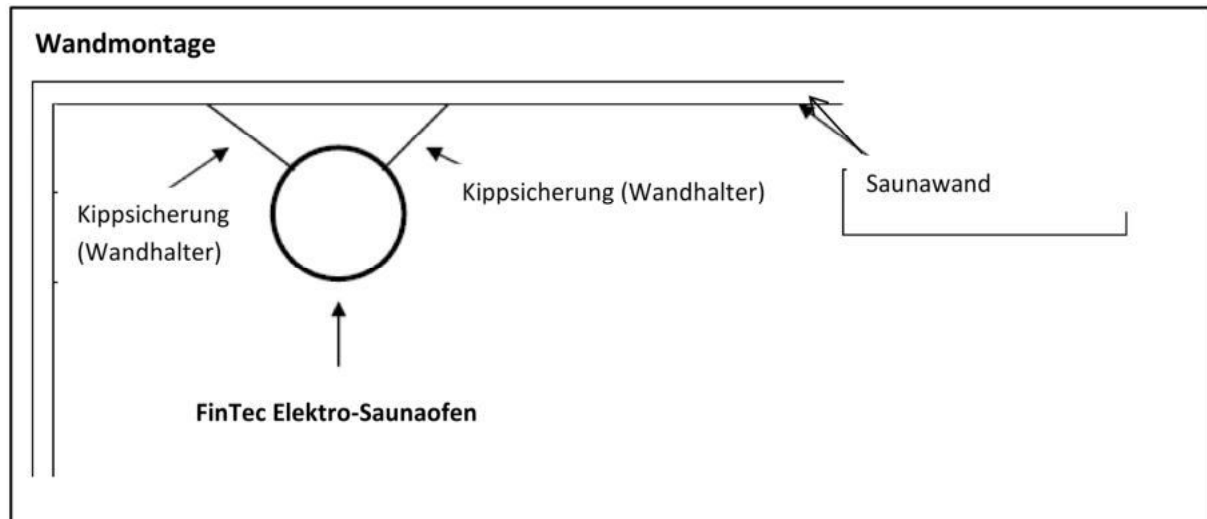 Wandmontage
Kippsicherung
(Wandhalter)
Kippsicherung (Wandhalter)
Saunawand
FinTec Elektro-Saunaofen